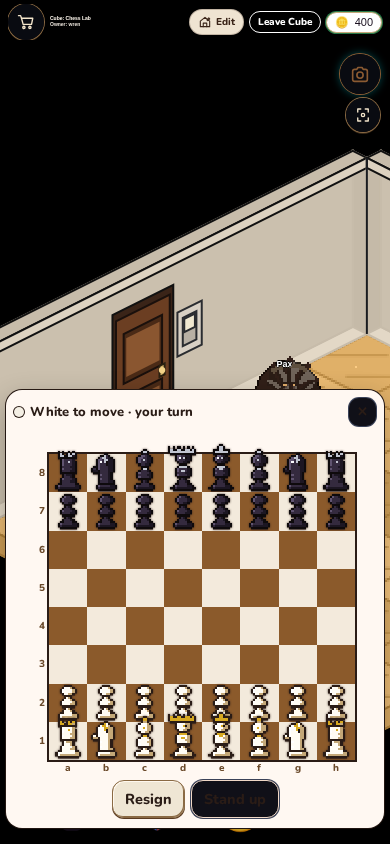 Cube: Chess Lab
Owner: wren
Edit
Leave Cube
400
Pax
White to move · your turn
8
7
6
5
4
3
2
1
a b c d e f g h
Resign
Stand up